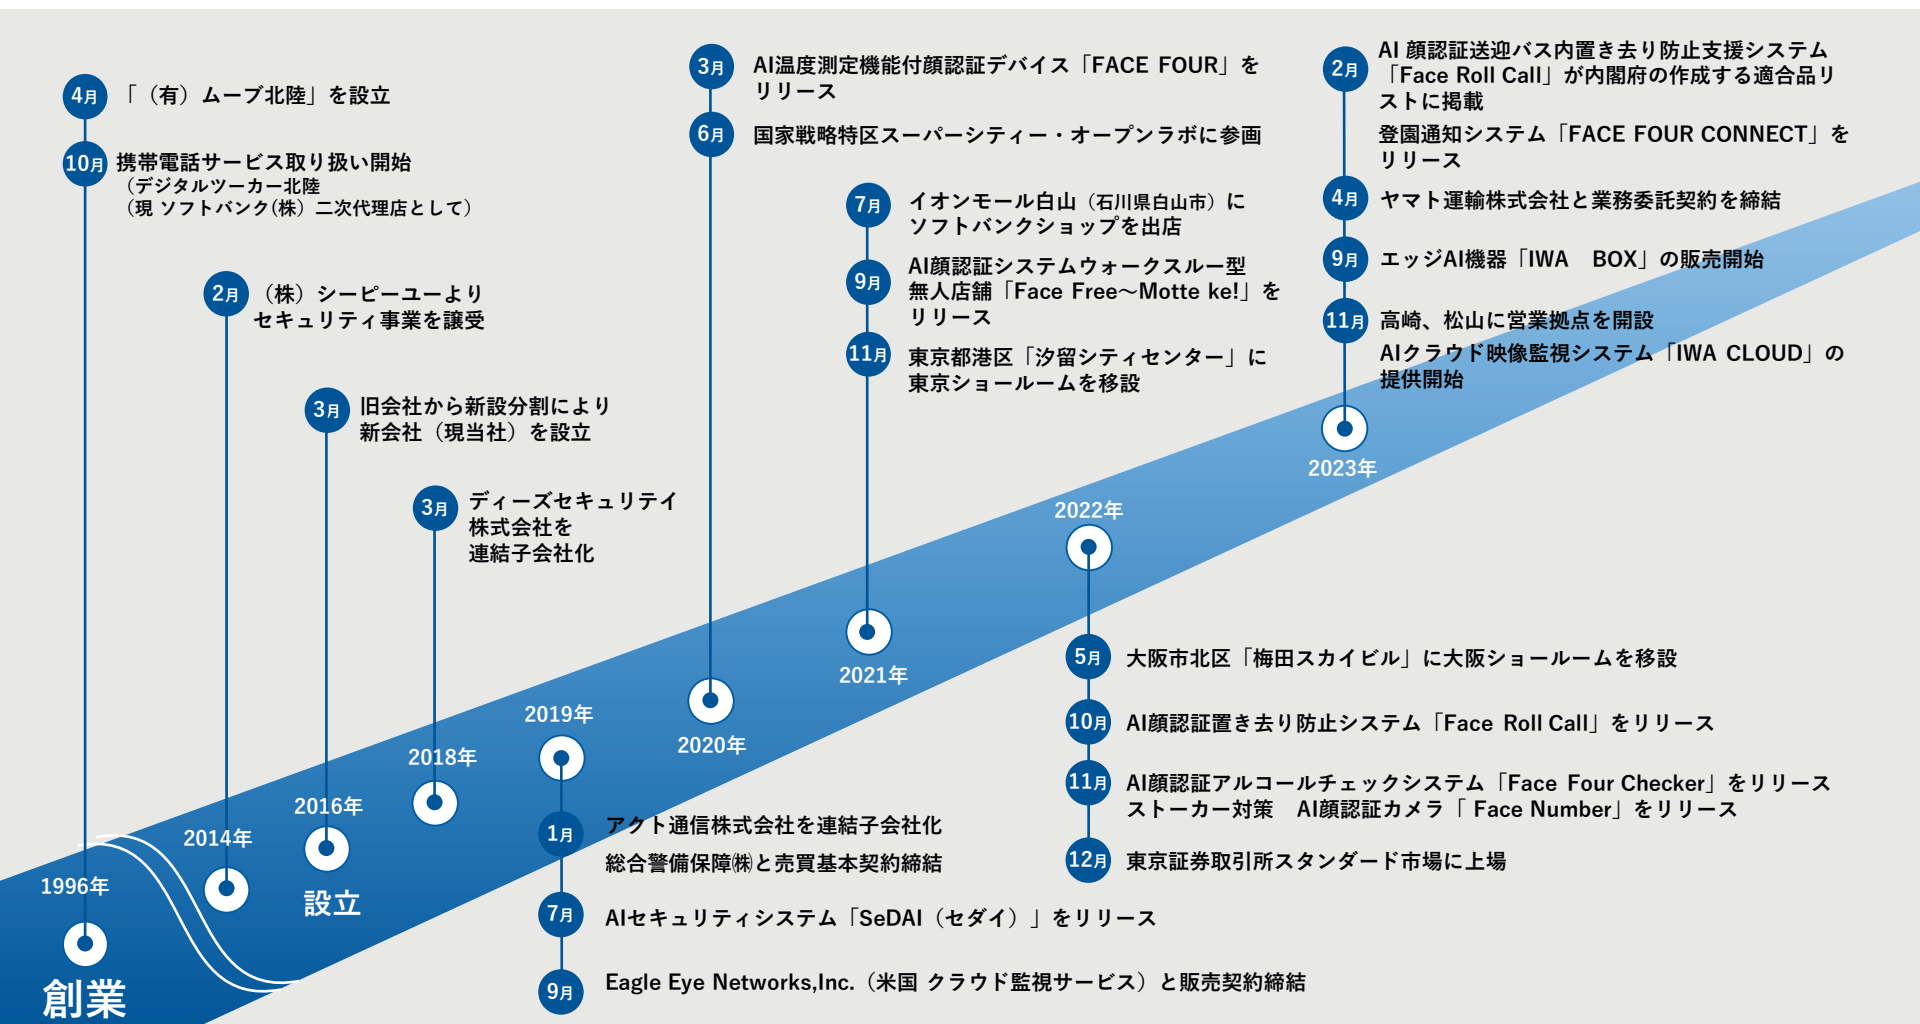 4月
「（有）ムーブ北陸」を設立
10月
携帯電話サービス取り扱い開始
（デジタルツーカー北陸
（現 ソフトバンク(株）二次代理店として）
1996年
創業
2月
（株）シーピーユーより
セキュリティ事業を譲受
2014年
3月
旧会社から新設分割により
新会社（現当社）を設立
2016年
設立
3月
ディーズセキュリテイ
株式会社を
連結子会社化
2018年
2019年
1月
アクト通信株式会社を連結子会社化
総合警備保障㈱と売買基本契約締結
7月
AIセキュリティシステム「SeDAI（セダイ）」をリリース
9月
Eagle Eye Networks,Inc.（米国 クラウド監視サービス）と販売契約締結
3月
AI温度測定機能付顔認証デバイス「FACE FOUR」を
リリース
6月
国家戦略特区スーパーシティー・オープンラボに参画
2020年
7月
イオンモール白山（石川県白山市）に
ソフトバンクショップを出店
9月
AI顔認証システムウォークスルー型
無人店舗「Face Free～Motte ke!」を
リリース
11月
東京都港区「汐留シティセンター」に
東京ショールームを移設
2021年
2022年
5月
大阪市北区「梅田スカイビル」に大阪ショールームを移設
10月
AI顔認証置き去り防止システム「Face Roll Call」をリリース
11月
AI顔認証アルコールチェックシステム「Face Four Checker」をリリース
ストーカー対策　AI顔認証カメラ「 Face Number」をリリース
12月
東京証券取引所スタンダード市場に上場
2月
AI 顔認証送迎バス内置き去り防止支援システム
「Face Roll Call」が内閣府の作成する適合品リ
ストに掲載
登園通知システム「FACE FOUR CONNECT」を
リリース
4月
ヤマト運輸株式会社と業務委託契約を締結
9月
エッジAI機器「IWA　BOX」の販売開始
11月
高崎、松山に営業拠点を開設
AIクラウド映像監視システム「IWA CLOUD」の
提供開始
2023年